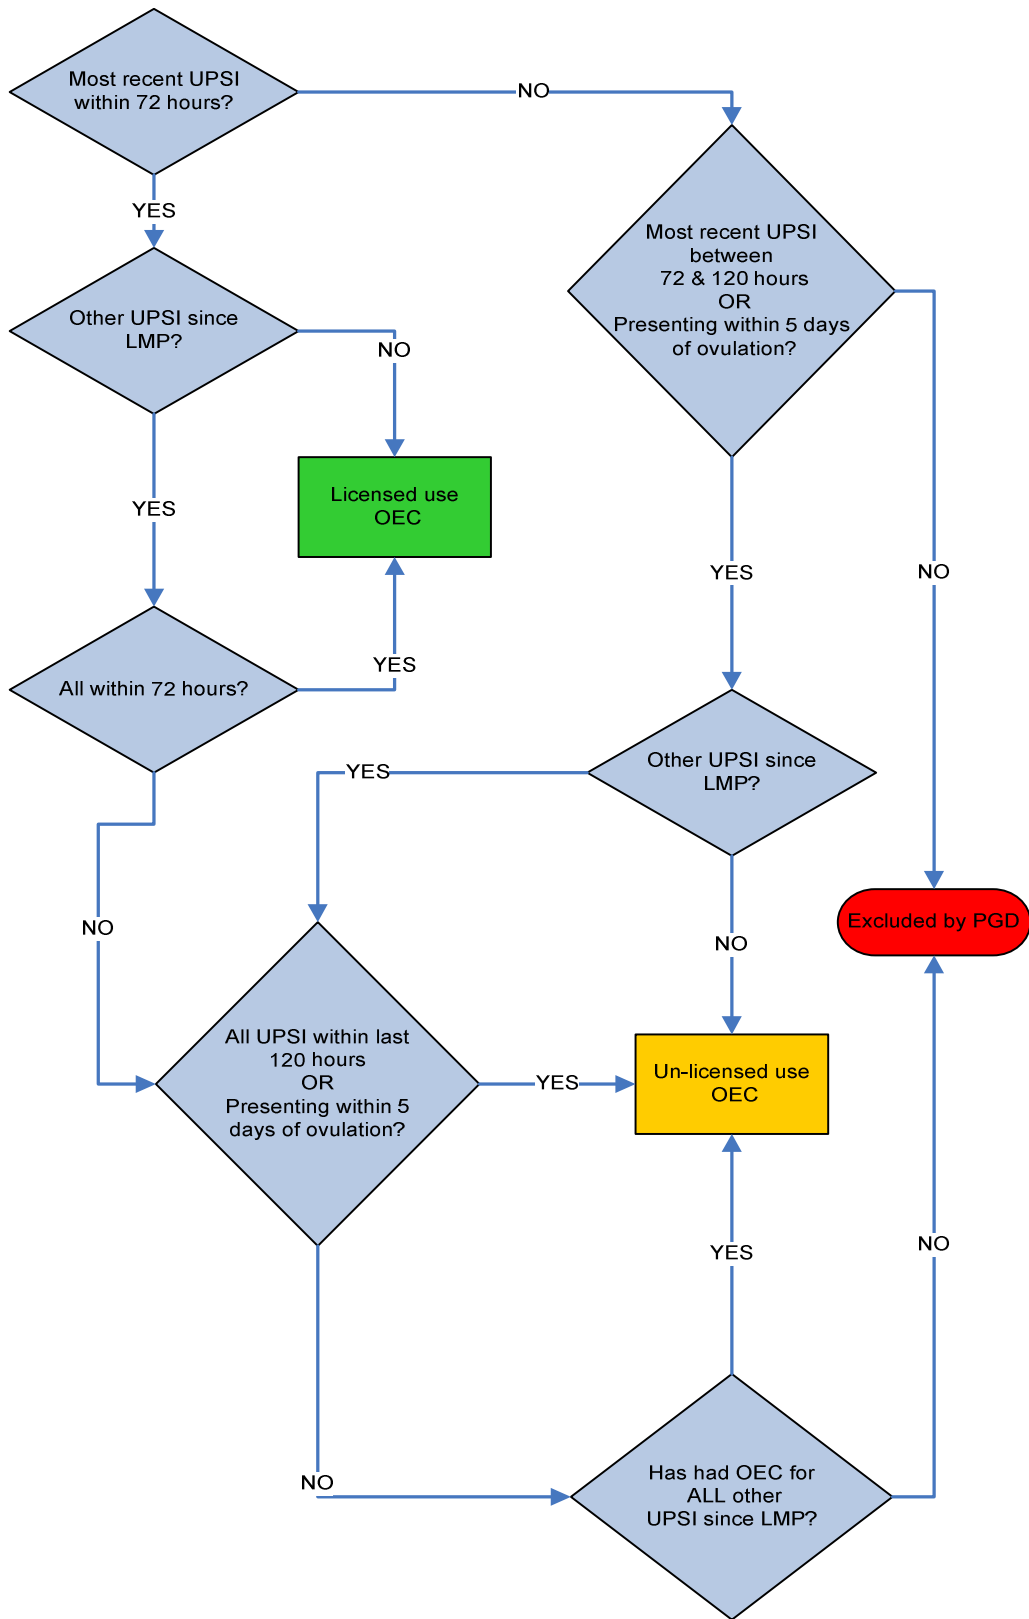 Most recent UPSI
within 72 hours?
NO
YES
Most recent UPSI
between
72 & 120 hours
OR
Presenting within 5 days
of ovulation?
Other UPSI since
LMP?
NO
Licensed use
OEC
YES
YES
NO
All within 72 hours?
YES
Other UPSI since
LMP?
YES
NO
Excluded by PGD
NO
All UPSI within last
120 hours
OR
Presenting within 5
days of ovulation?
YES
Un-licensed use
OEC
YES
NO
NO
Has had OEC for
ALL other
UPSI since LMP?